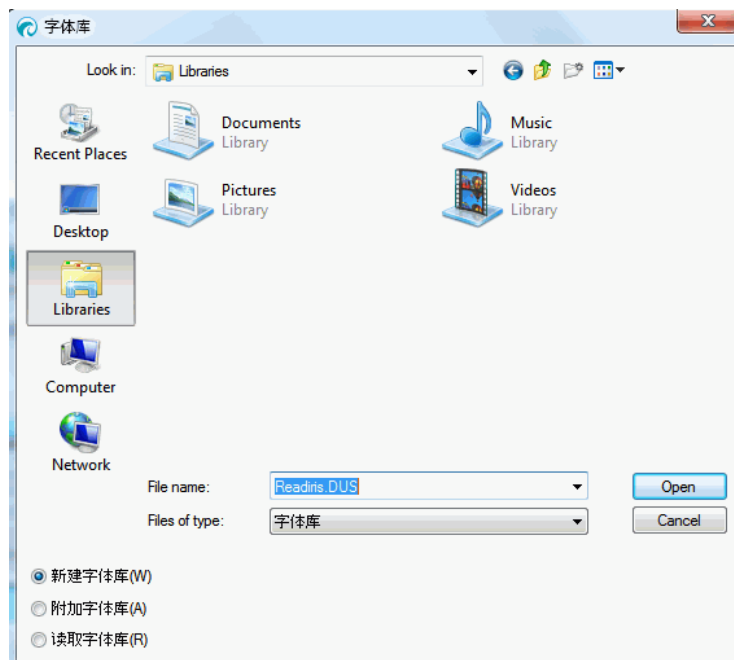 字体库
Look in: Libraries
Recent Places
Desktop
Libraries
Computer
Network
Documents
Library
Music
Library
Pictures
Library
Videos
Library
File name: Readiris.DUS Open
Files of type: 字体库 Cancel
新建字体库(W)
附加字体库(A)
读取字体库(R)